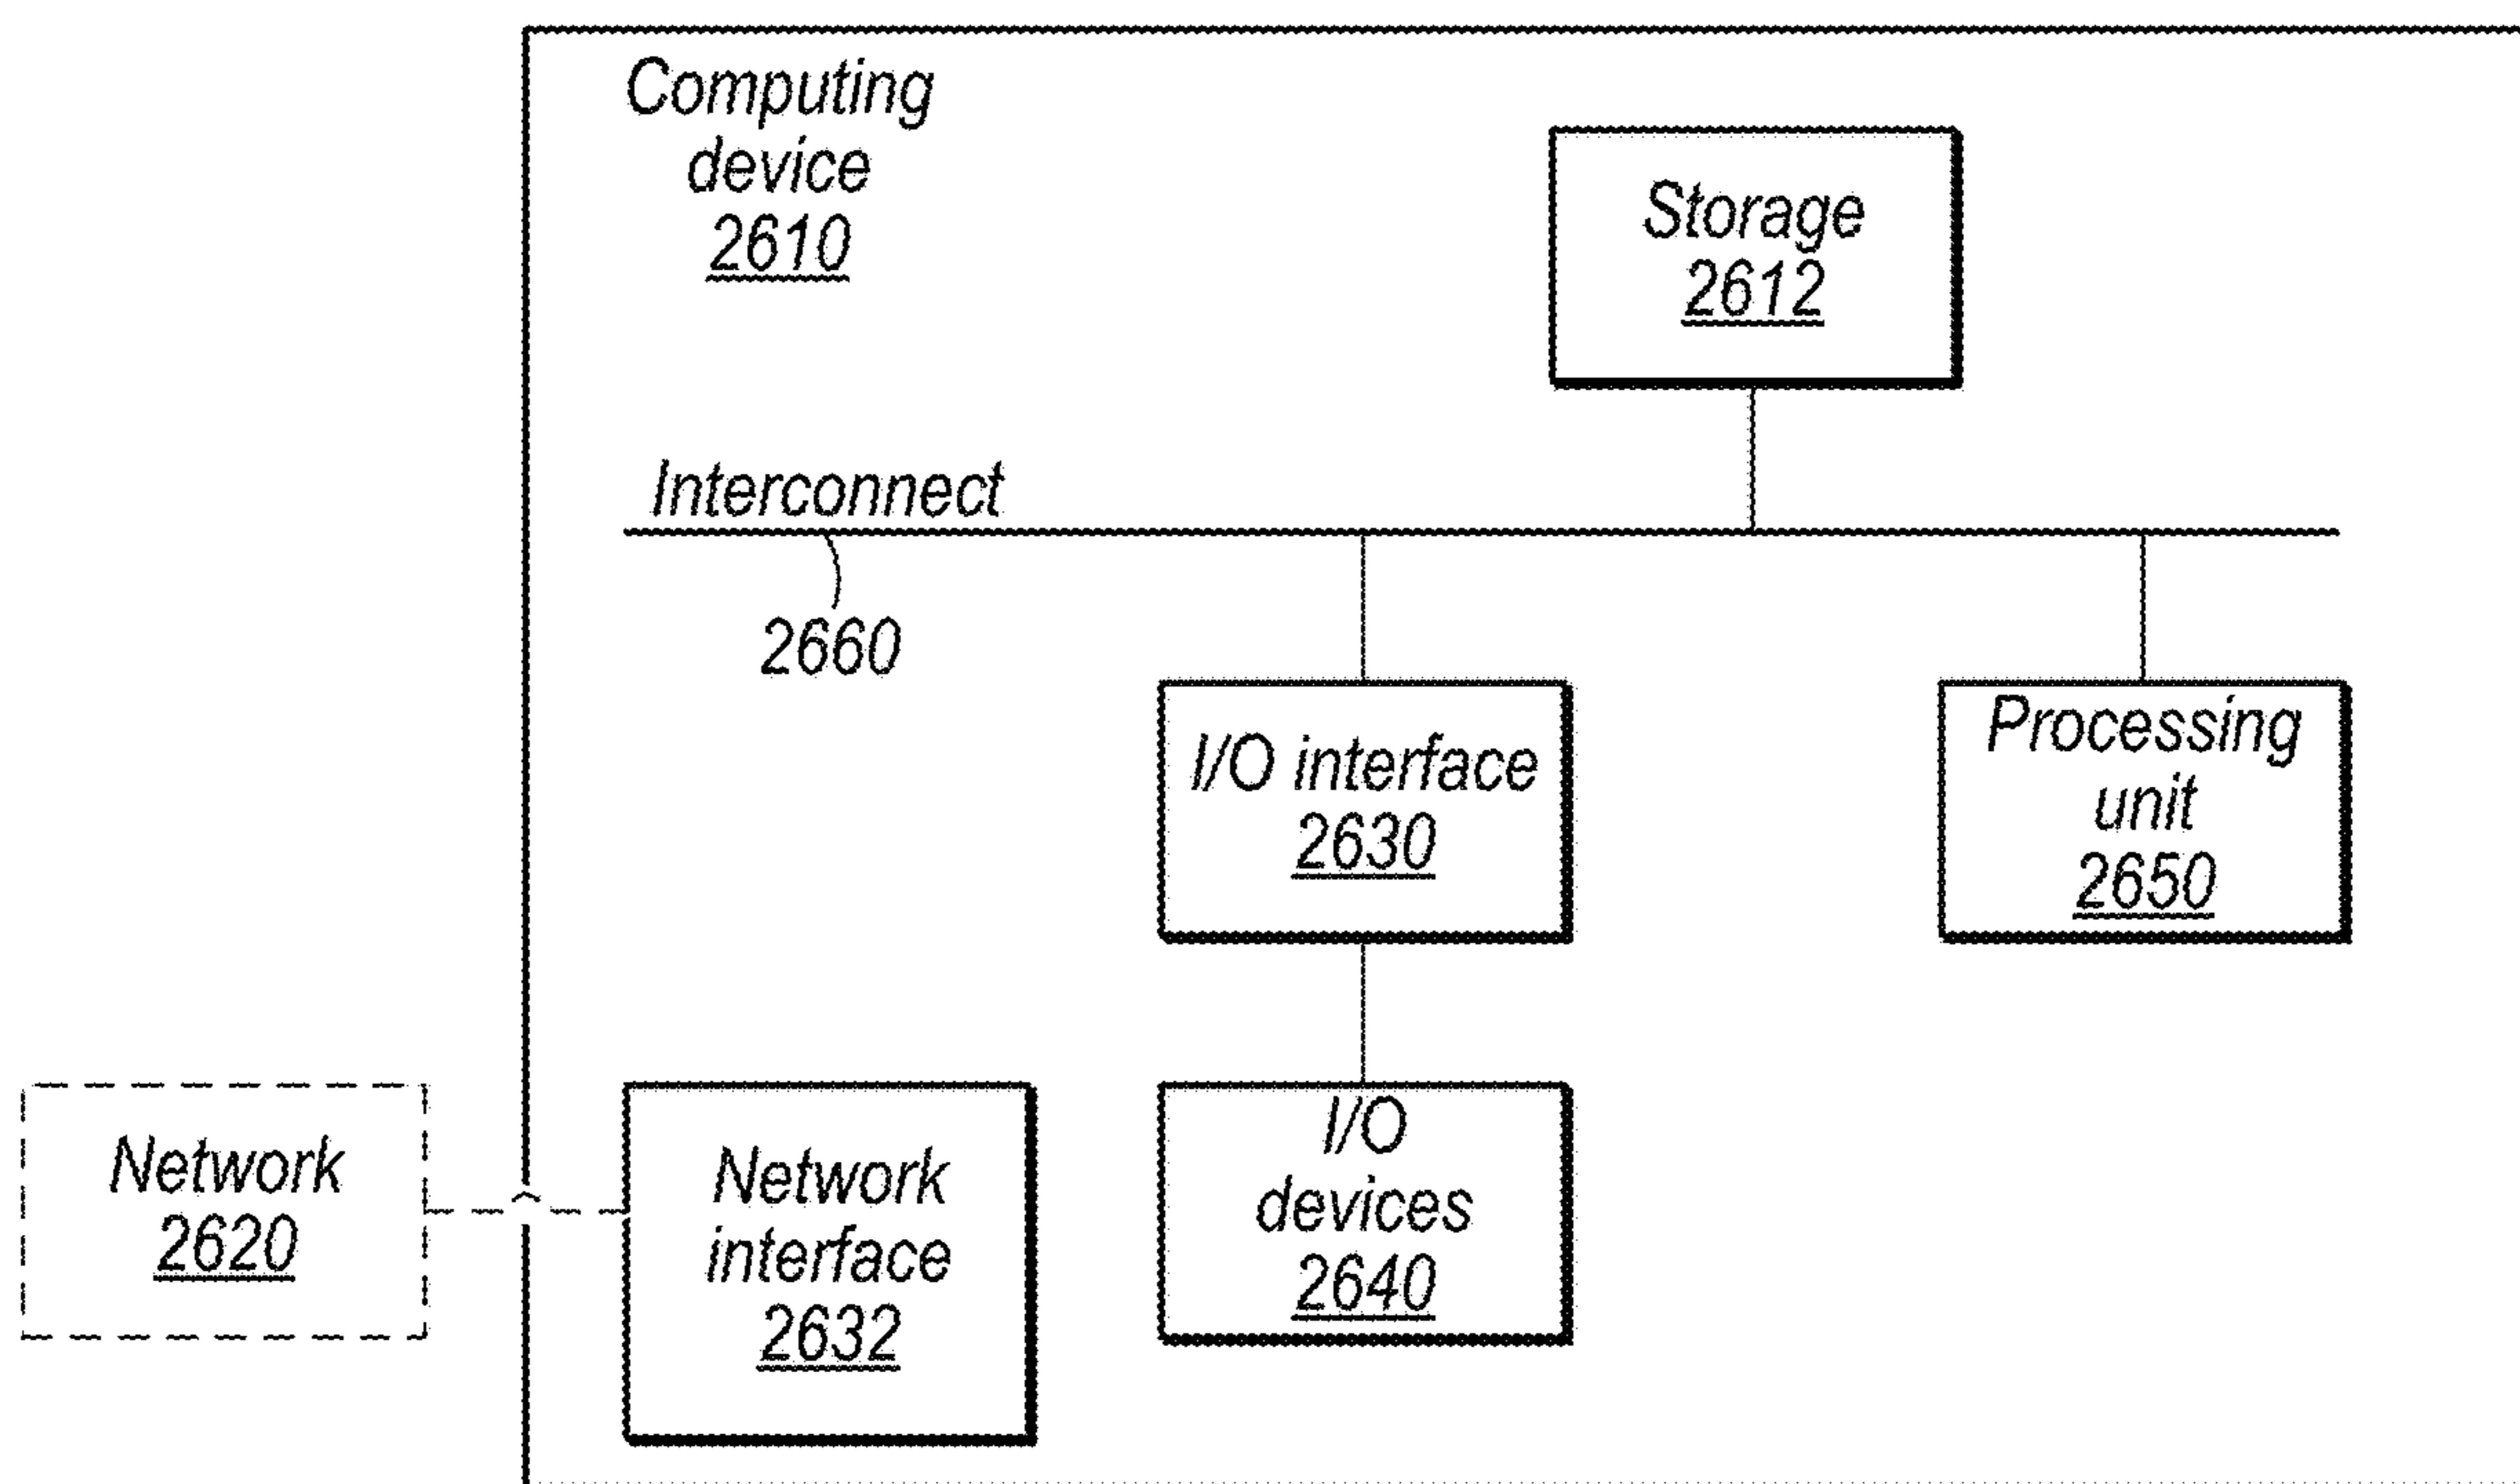 Computing
device
2610
Storage
2612
Interconnect
2660
I/O interface
2630
Processing
unit
2650
Network
2620
Network
interface
2632
I/O
devices
2640